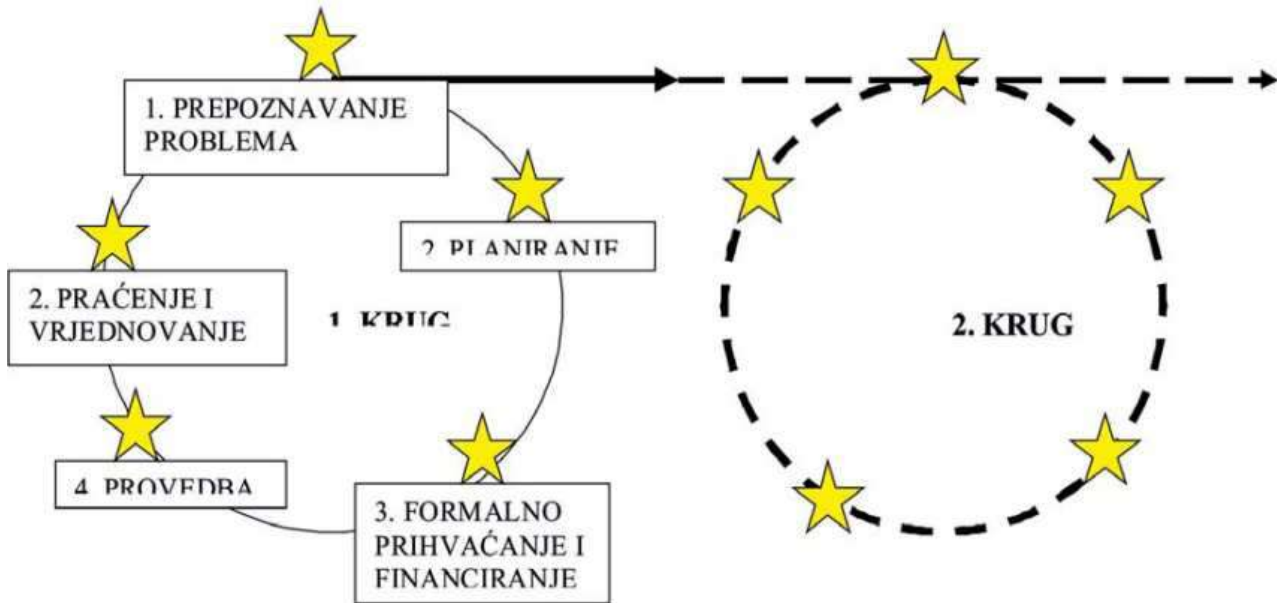 1. PREPOZNAVANJE
PROBLEMA
2. PLANIRANJE
2. PRAĆENJE I
VRJEDNOVANJE
1. KRUG
2. KRUG
4. PROVEDBA
3. FORMALNO
PRIHVAĆANJE I
FINANCIRANJE